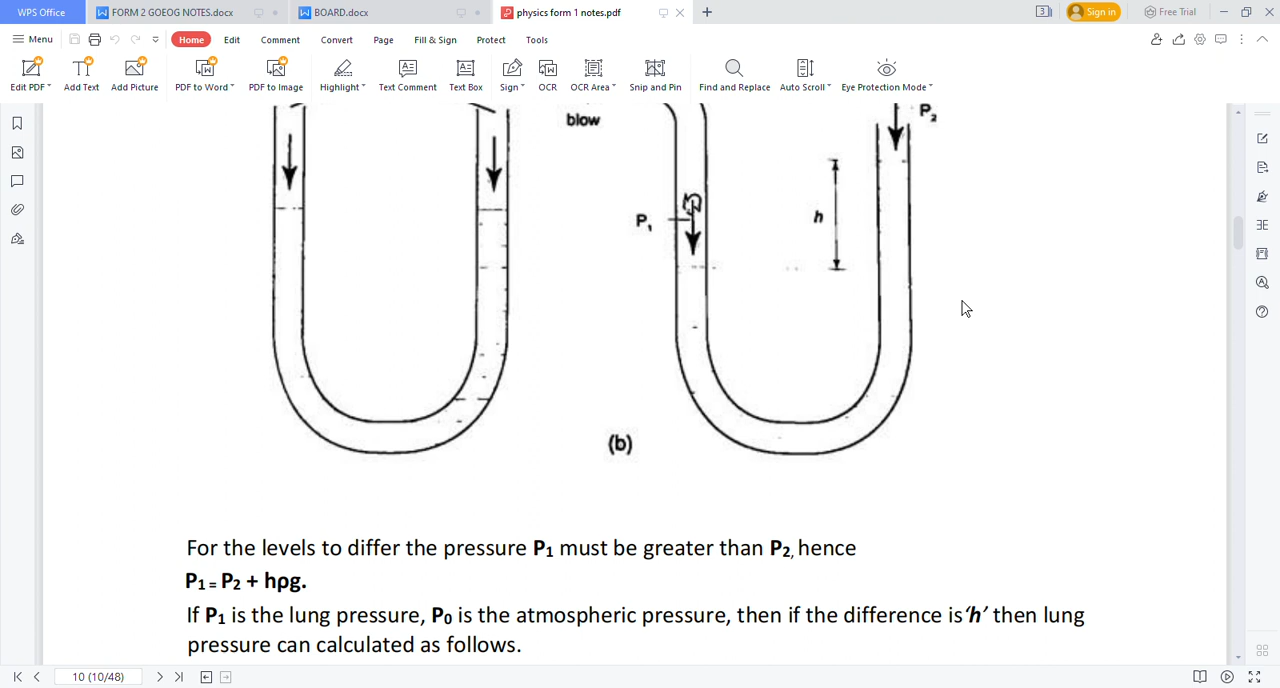 WPS Office FORM 2 GOEOG NOTES.docx BOARD.docx physics form 1 notes.pdf Sign in Free Trial
Menu Home Edit Comment Convert Page Fill & Sign Protect Tools
Edit PDF Add Text Add Picture PDF to Word PDF to Image Highlight Text Comment Text Box Sign OCR OCR Area Snip and Pin Find and Replace Auto Scroll Eye Protection Mode
blow
P₂
P₁
h
(b)
For the levels to differ the pressure P₁ must be greater than P₂, hence
P₁ = P₂ + hρg.
If P₁ is the lung pressure, P₀ is the atmospheric pressure, then if the difference is ‘h’ then lung
pressure can calculated as follows.
10 (10/48)